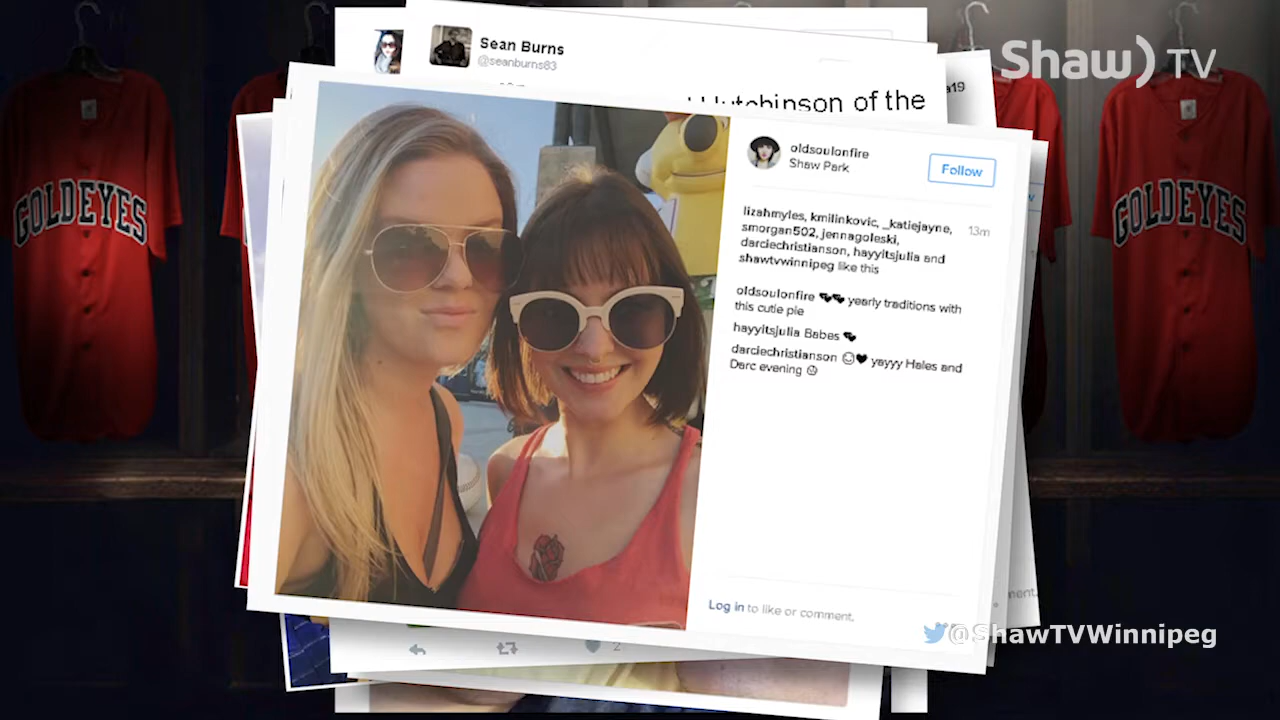 Shaw) TV
Sean Burns
@seanburns83
Hutchinson of the
a19
GOLDEYES
GOLDEYES
oldsoulonfire
Shaw Park
Follow
lizahmyles, kmilinkovic, _katiejayne,
smorgan502, jennagoleski,
darciechristianson, hayyitsjulia and
shawtvwinnipeg like this
13m
oldsoulonfire 🖤🖤 yearly traditions with
this cutie pie
hayyitsjulia Babes 🖤
darciechristianson 😊🖤 yayyy Hales and
Darc evening
Log in to like or comment.
2
@ShawTVWinnipeg